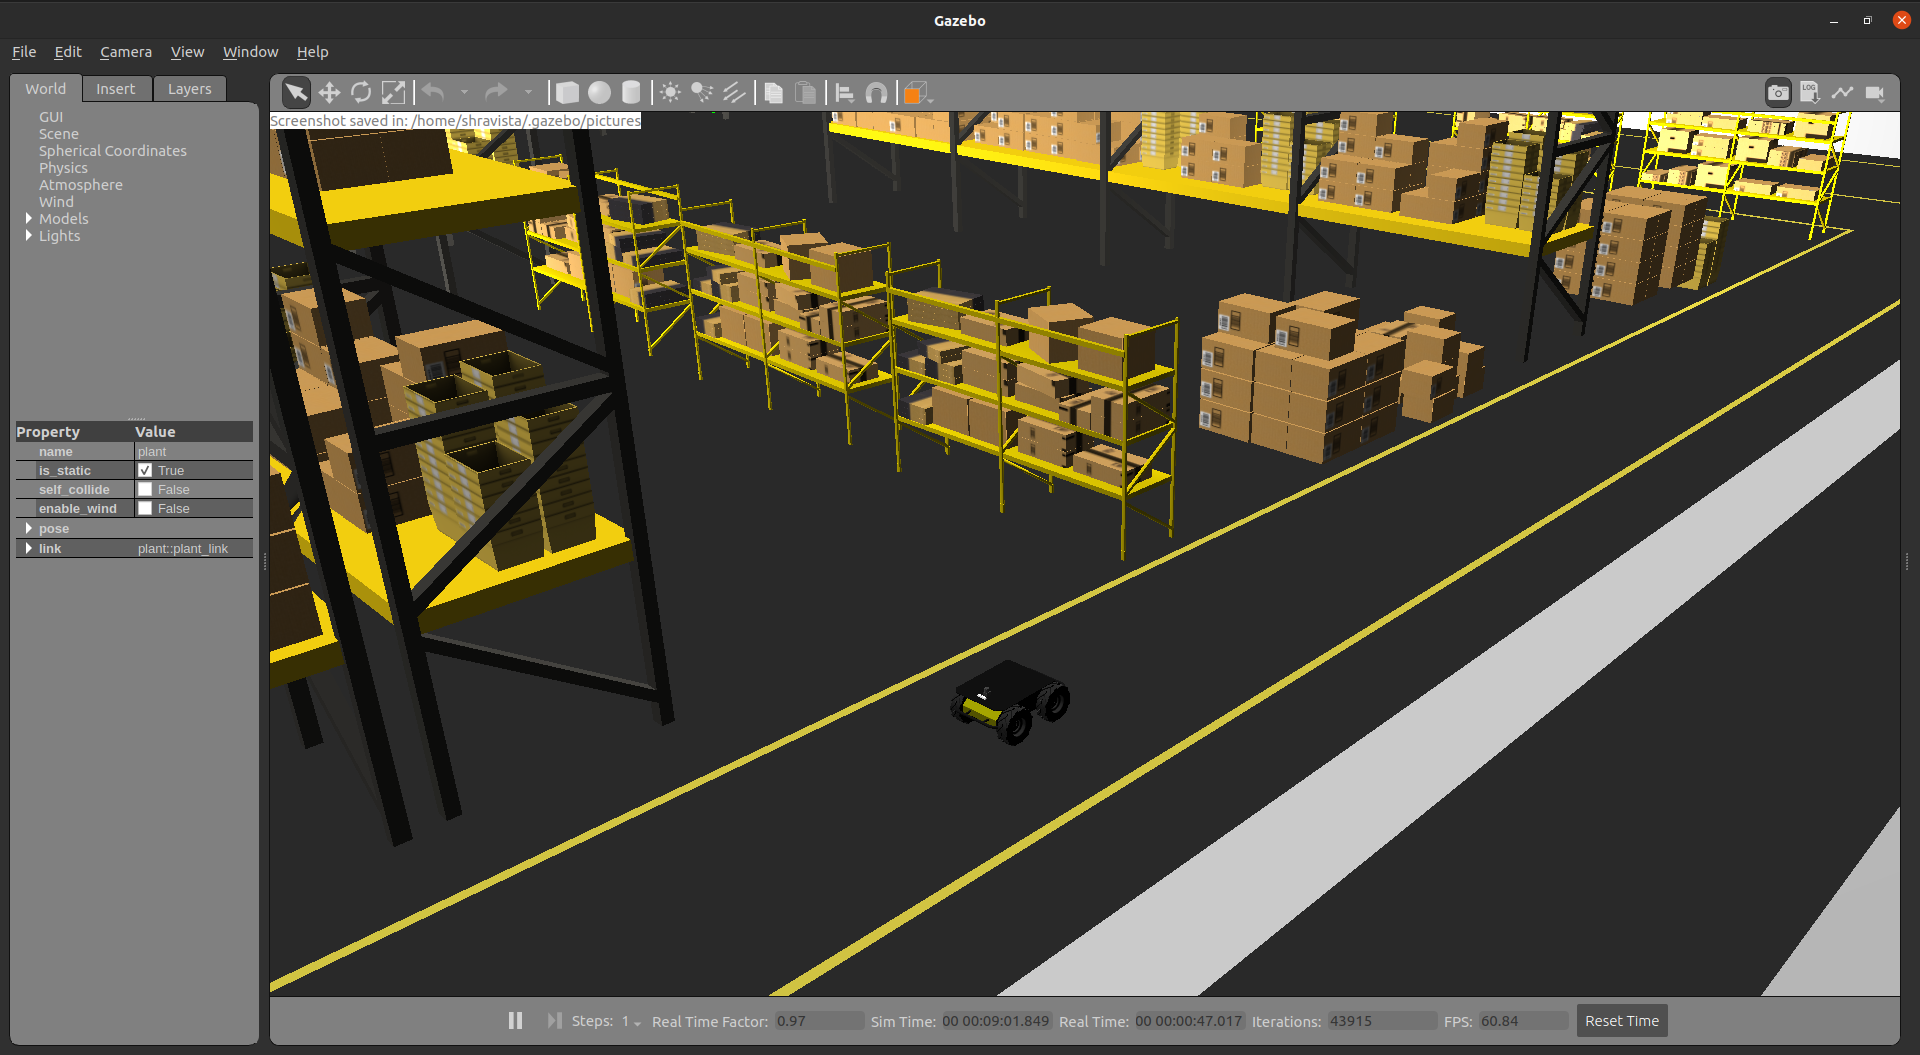 Gazebo
File Edit Camera View Window Help
World Insert Layers
LOG
Screenshot saved in: /home/shravista/.gazebo/pictures
GUI
Scene
Spherical Coordinates
Physics
Atmosphere
Wind
Models
Lights
Property Value
name plant
is_static True
self_collide False
enable_wind False
pose
link plant::plant_link
Steps: 1 Real Time Factor: 0.97 Sim Time: 00 00:09:01.849 Real Time: 00 00:00:47.017 Iterations: 43915 FPS: 60.84 Reset Time